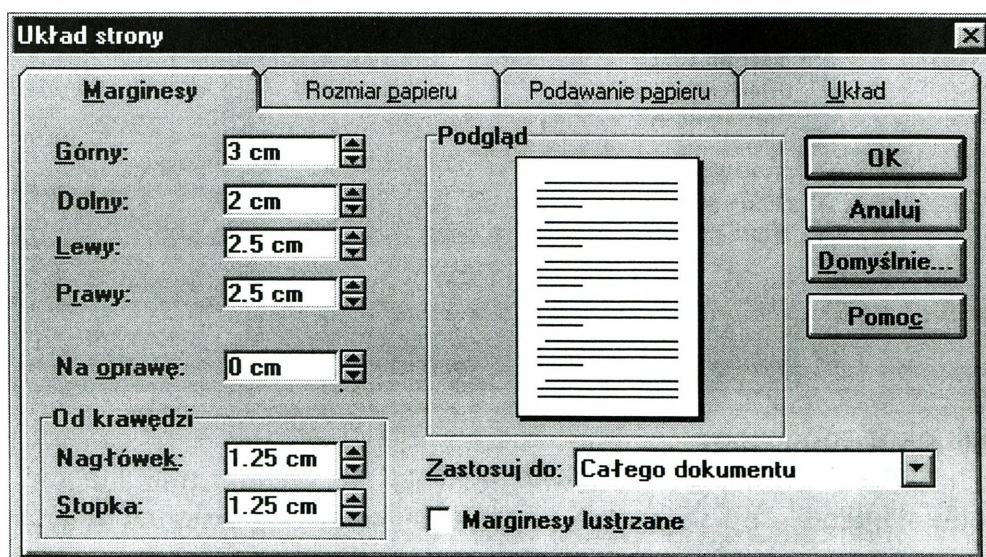 Układ strony
Marginesy
Rozmiar papieru
Podawanie papieru
Układ
Górny: 3 cm
Dolny: 2 cm
Lewy: 2.5 cm
Prawy: 2.5 cm
Na oprawę: 0 cm
Od krawędzi
Nagłówek: 1.25 cm
Stopka: 1.25 cm
Podgląd
Zastosuj do: Całego dokumentu
Marginesy lustrzane
OK
Anuluj
Domyślnie...
Pomoc